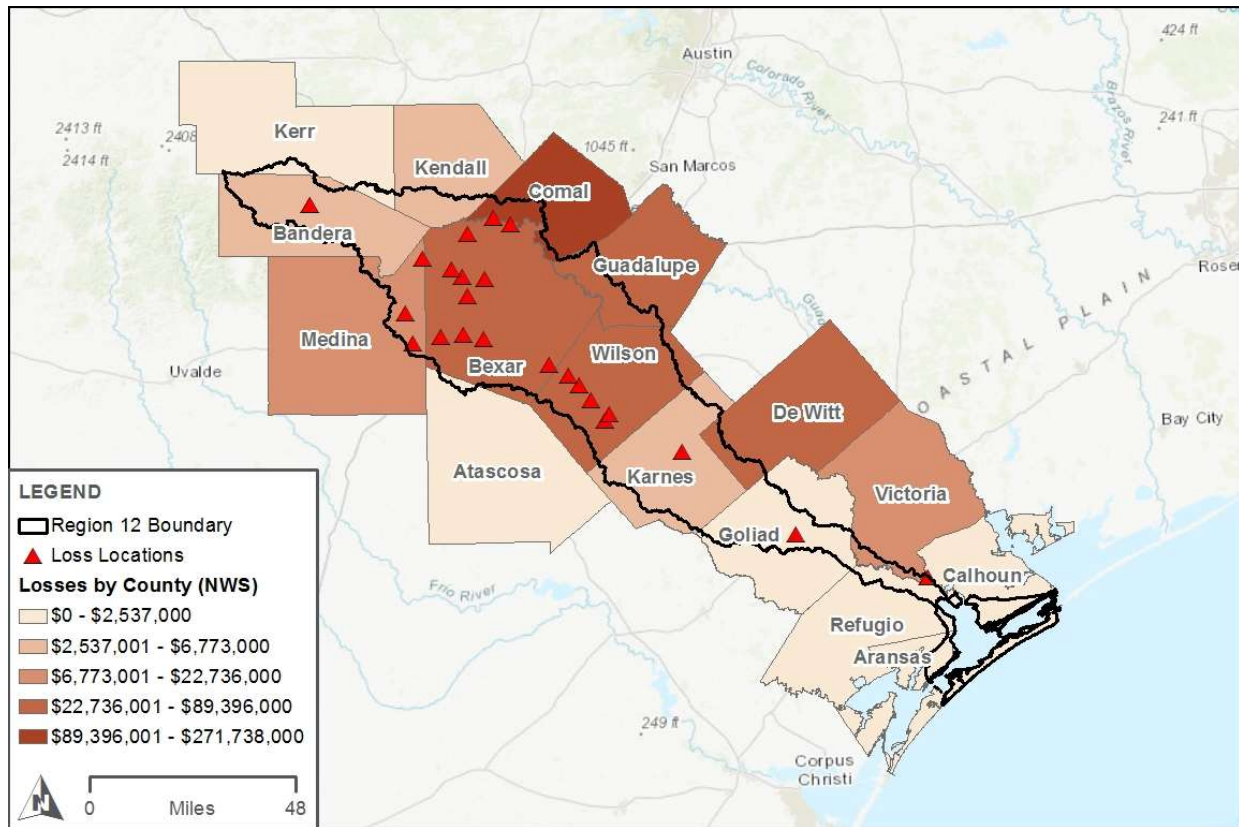 424 ft
Austin
Colorado River
Brazos River
2413 ft
2408
2414 ft
Kerr
1045 ft
241 ft
Kendall
San Marcos
Comal
Bandera
Guadalupe
Rosen
COASTAL PLAIN
Medina
Wilson
Uvalde
Bexar
De Witt
Bay City
Atascosa
Karnes
Victoria
Goliad
Calhoun
Frio River
Refugio
Aransas
249 ft
Corpus
Christi
LEGEND
Region 12 Boundary
Loss Locations
Losses by County (NWS)
$0 - $2,537,000
$2,537,001 - $6,773,000
$6,773,001 - $22,736,000
$22,736,001 - $89,396,000
$89,396,001 - $271,738,000
N
0 Miles 48